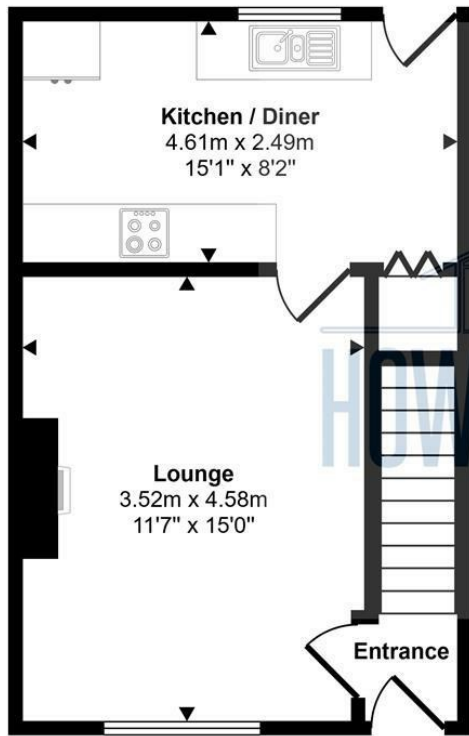 Kitchen / Diner
4.61m x 2.49m
15'1" x 8'2"
Lounge
3.52m x 4.58m
11'7" x 15'0"
Entrance